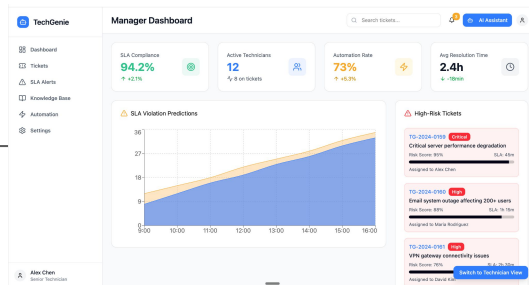 TechGenie
Manager Dashboard
Search tickets...
AI Assistant
Dashboard
Tickets
SLA Alerts
Knowledge Base
Automation
Settings
SLA Compliance
94.2%
↑ +2.1%
Active Technicians
12
8 on tickets
Automation Rate
73%
↑ +5.3%
Avg Resolution Time
2.4h
↓ -18min
SLA Violation Predictions
36
27
18
9
0
9:00 10:00 11:00 12:00 13:00 14:00 15:00 16:00
High-Risk Tickets
TG-2024-0159 Critical
Critical server performance degradation
SLA: 45m
Assigned to Alex Chen
TG-2024-0160 High
Email system outage affecting 200+ users
SLA: 1h 15m
Assigned to Maria Rodriguez
TG-2024-0161 High
VPN gateway connectivity issues
Risk Score: 76%
Assigned to David
Switch to Technician View
Alex Chen
Senior Technician